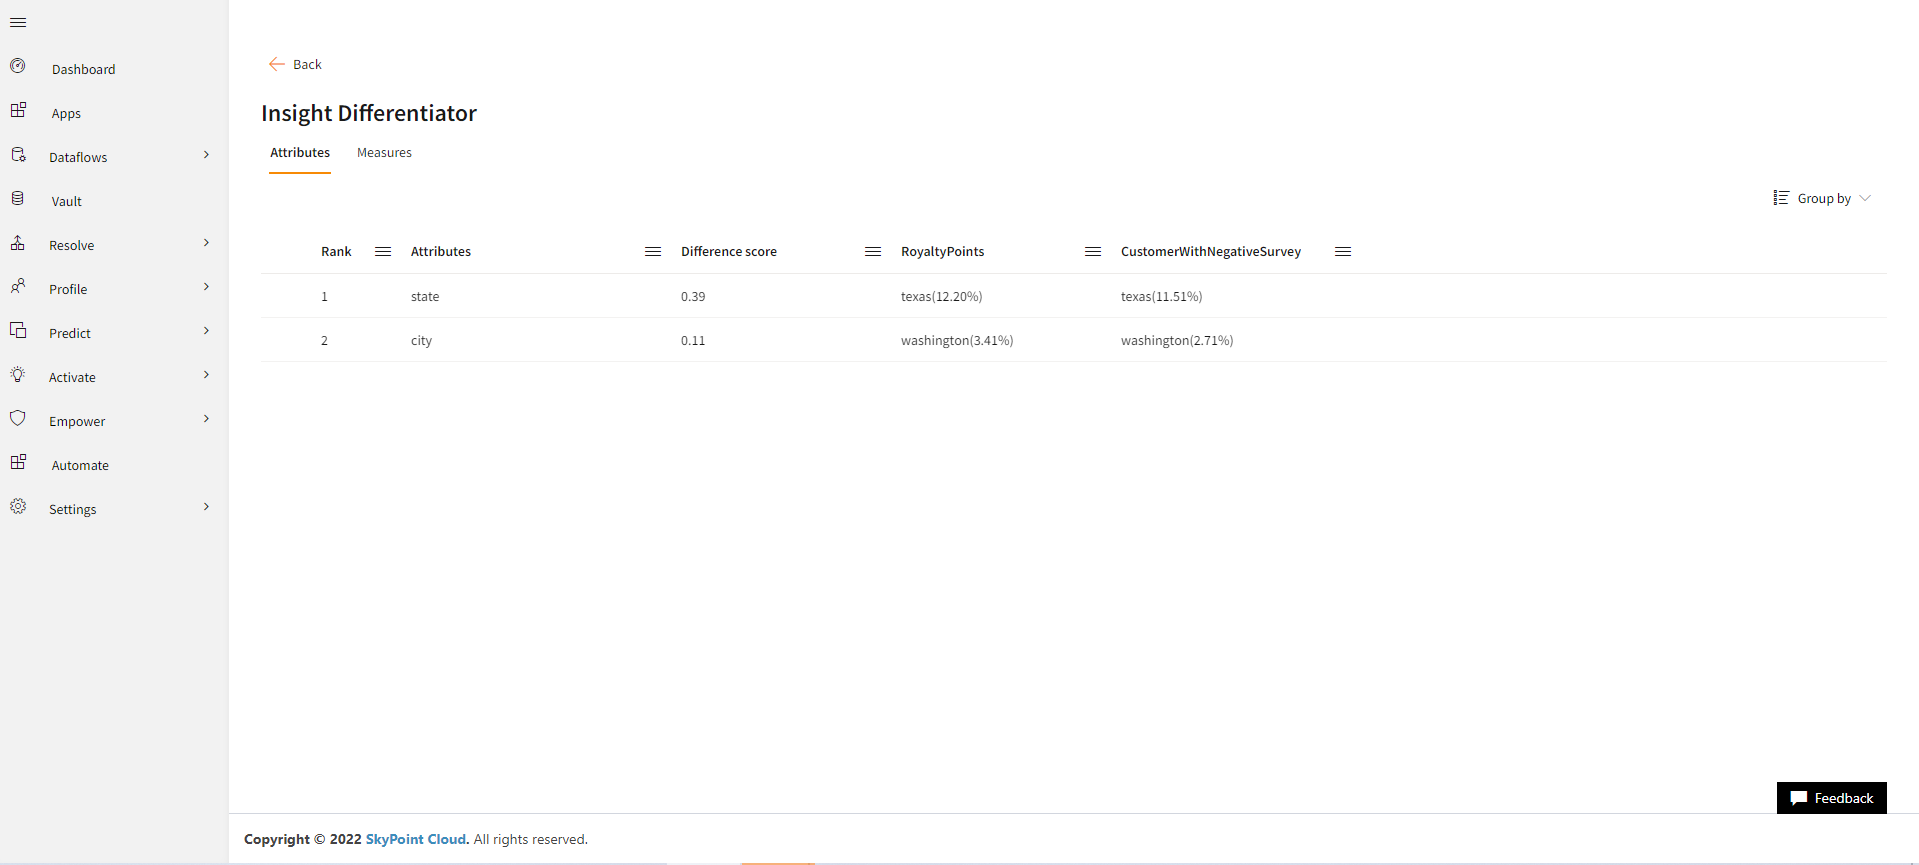 Dashboard
Apps
Dataflows
Vault
Resolve
Profile
Predict
Activate
Empower
Automate
Settings
Back
Insight Differentiator
Attributes Measures
Group by
Rank Attributes Difference score RoyaltyPoints CustomerWithNegativeSurvey
1 state 0.39 texas(12.20%) texas(11.51%)
2 city 0.11 washington(3.41%) washington(2.71%)
Feedback
Copyright © 2022 SkyPoint Cloud. All rights reserved.